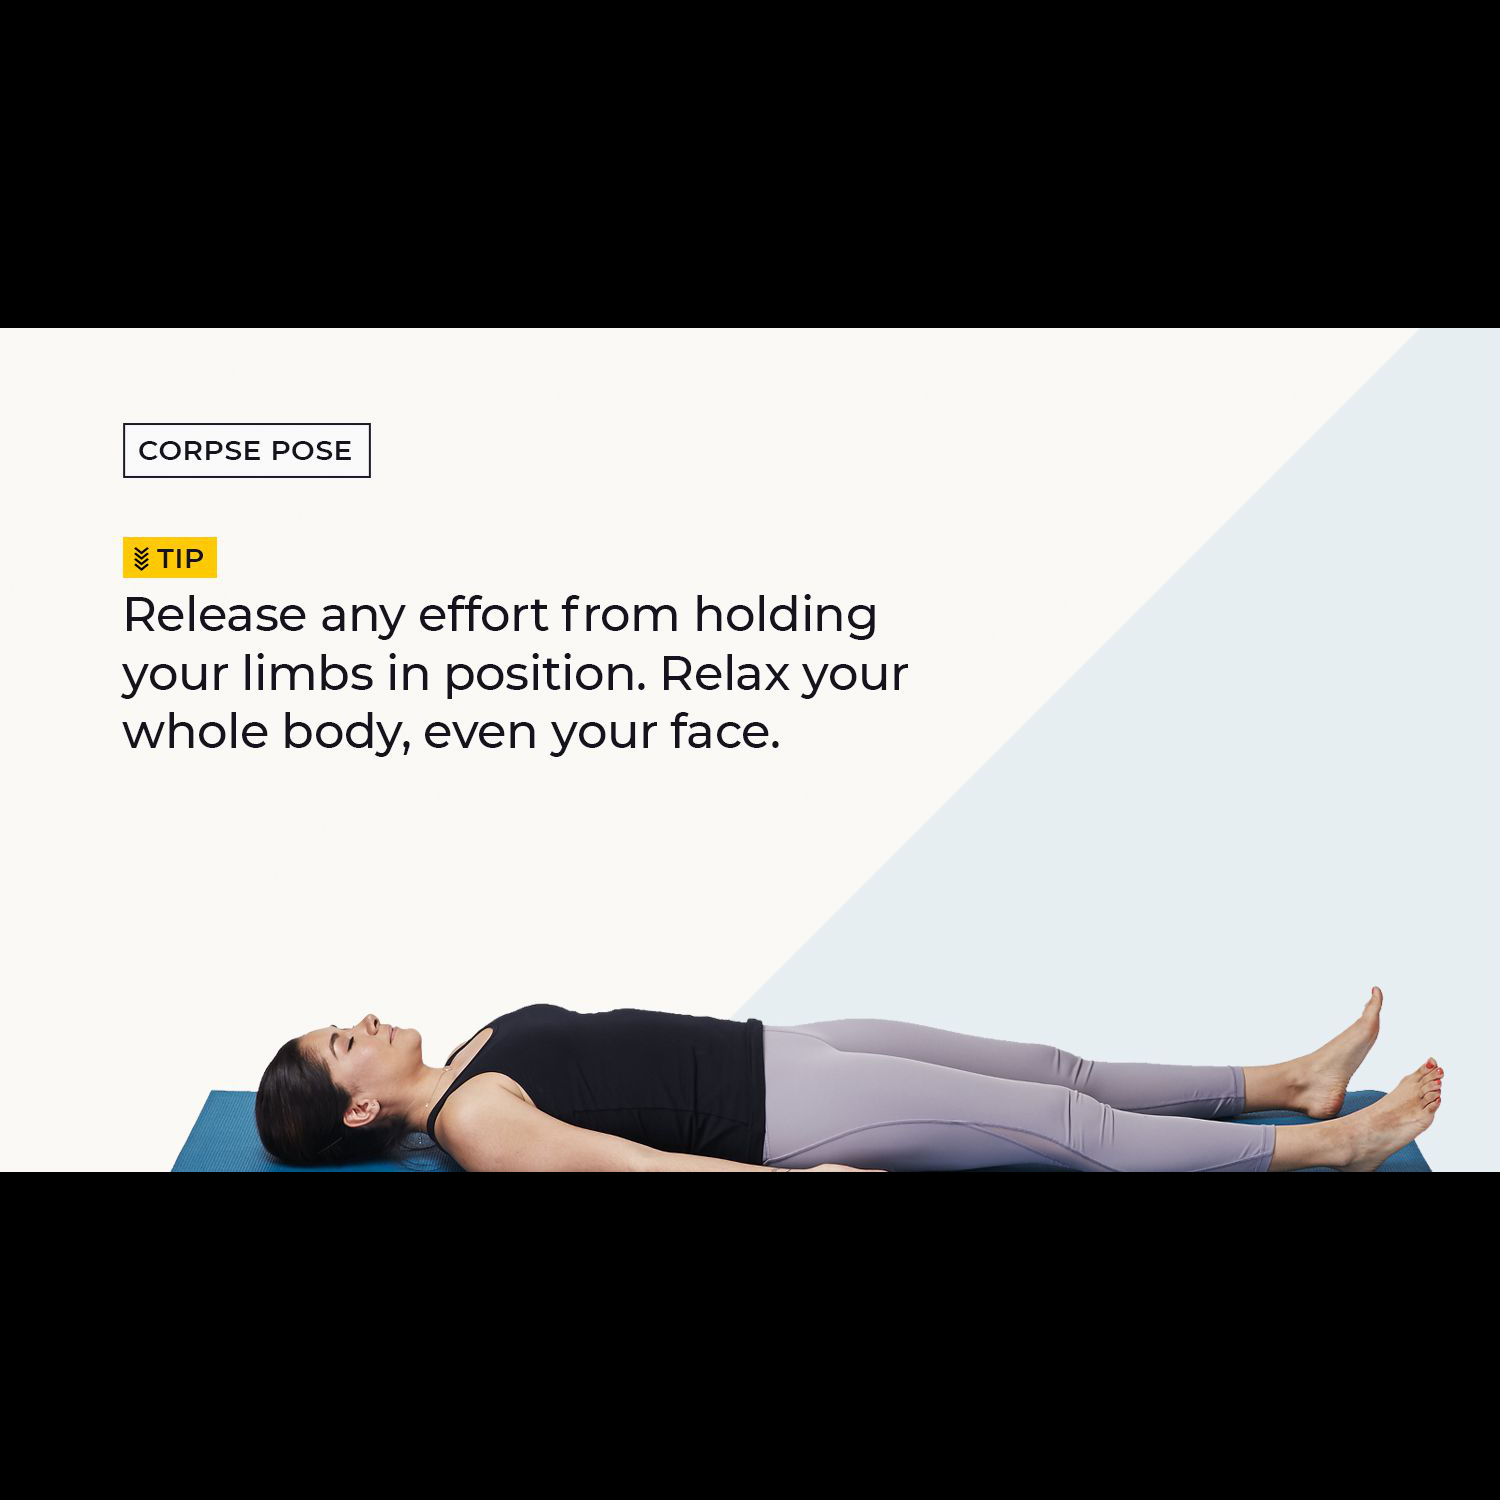 CORPSE POSE
TIP
Release any effort from holding
your limbs in position. Relax your
whole body, even your face.